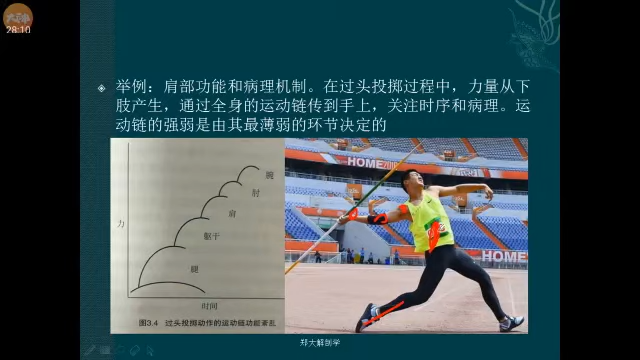 大神
28:10
举例：肩部功能和病理机制。在过头投掷过程中，力量从下
肢产生，通过全身的运动链传到手上，关注时序和病理。运
动链的强弱是由其最薄弱的环节决定的
腕
肘
肩
躯干
腿
力
时间
图3.4 过头投掷动作的运动链功能紊乱
HOME
HOME
郑大解剖学